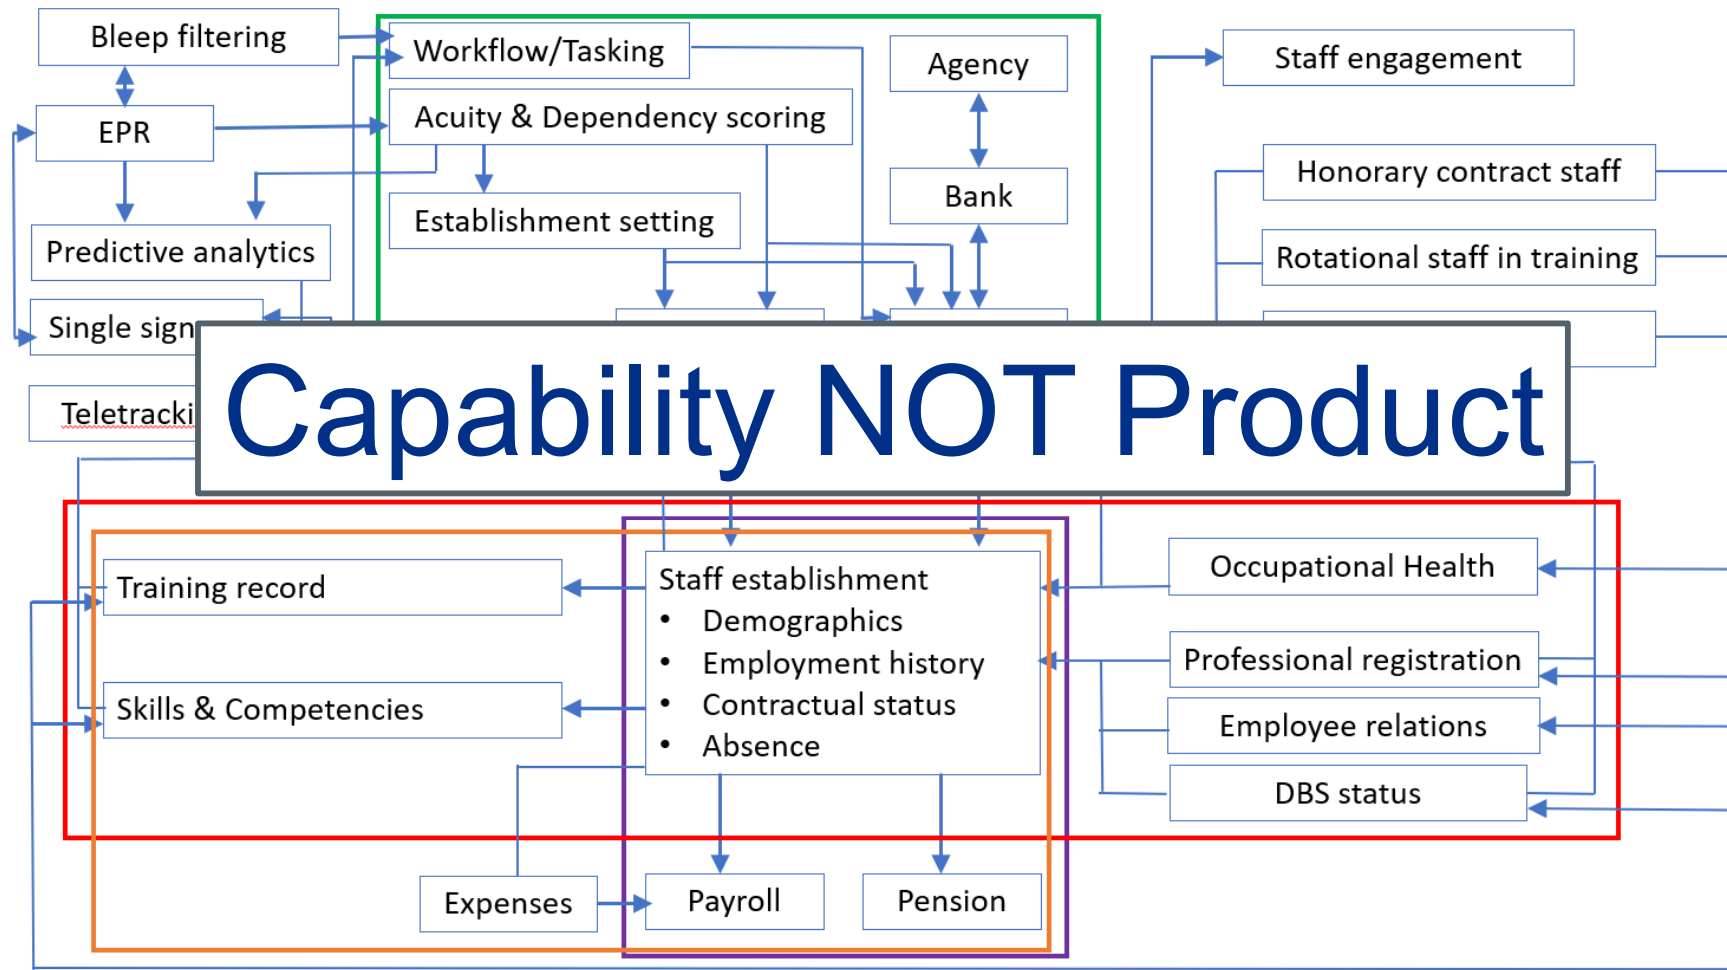 Bleep filtering
Workflow/Tasking
Agency
Staff engagement
EPR
Acuity & Dependency scoring
Honorary contract staff
Bank
Establishment setting
Predictive analytics
Rotational staff in training
Single sign
Capability NOT Product
Training record
Skills & Competencies
Staff establishment
• Demographics
• Employment history
• Contractual status
• Absence
Occupational Health
Professional registration
Employee relations
DBS status
Expenses
Payroll
Pension